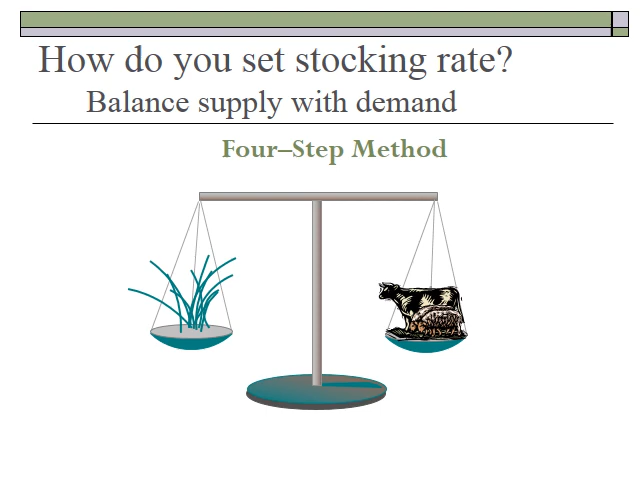 How do you set stocking rate?
Balance supply with demand
Four–Step Method